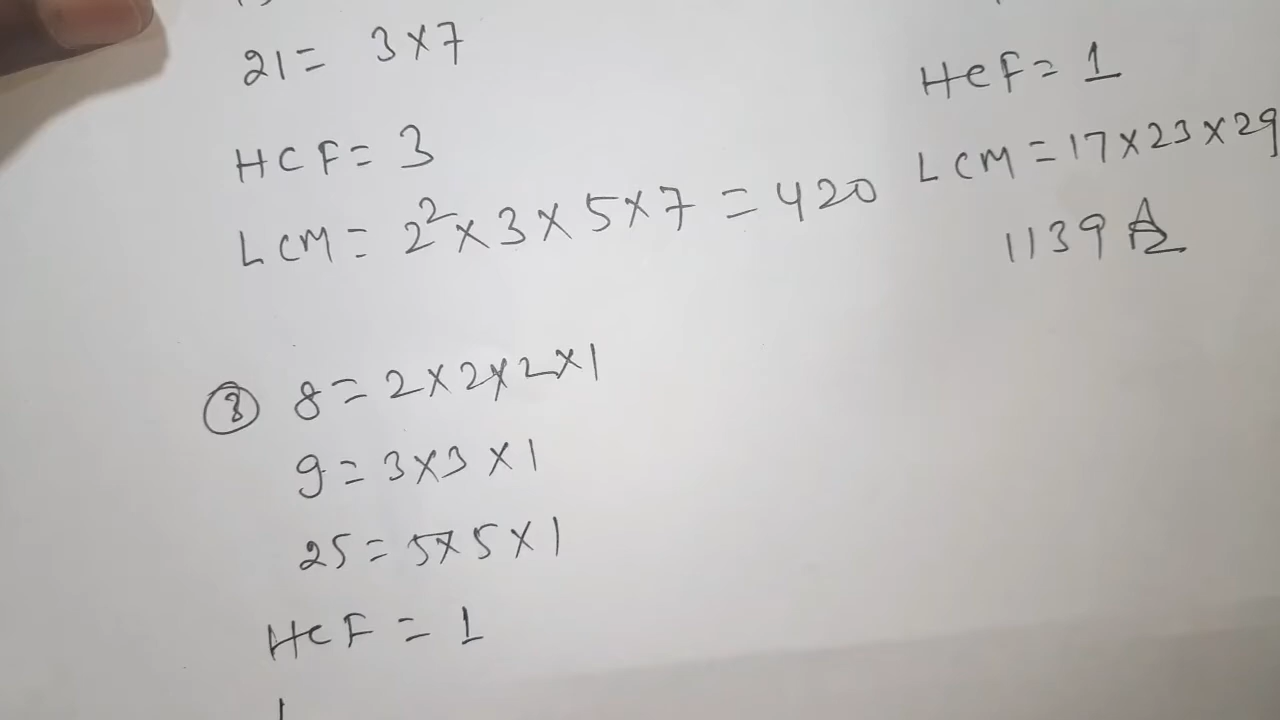 21= 3×7
HCF= 3
LCM= 2²×3×5×7 = 420
HCF= 1
LCM=17×23×29
1139 A
③ 8=2×2×2×1
9=3×3×1
25=5×5×1
HCF = 1